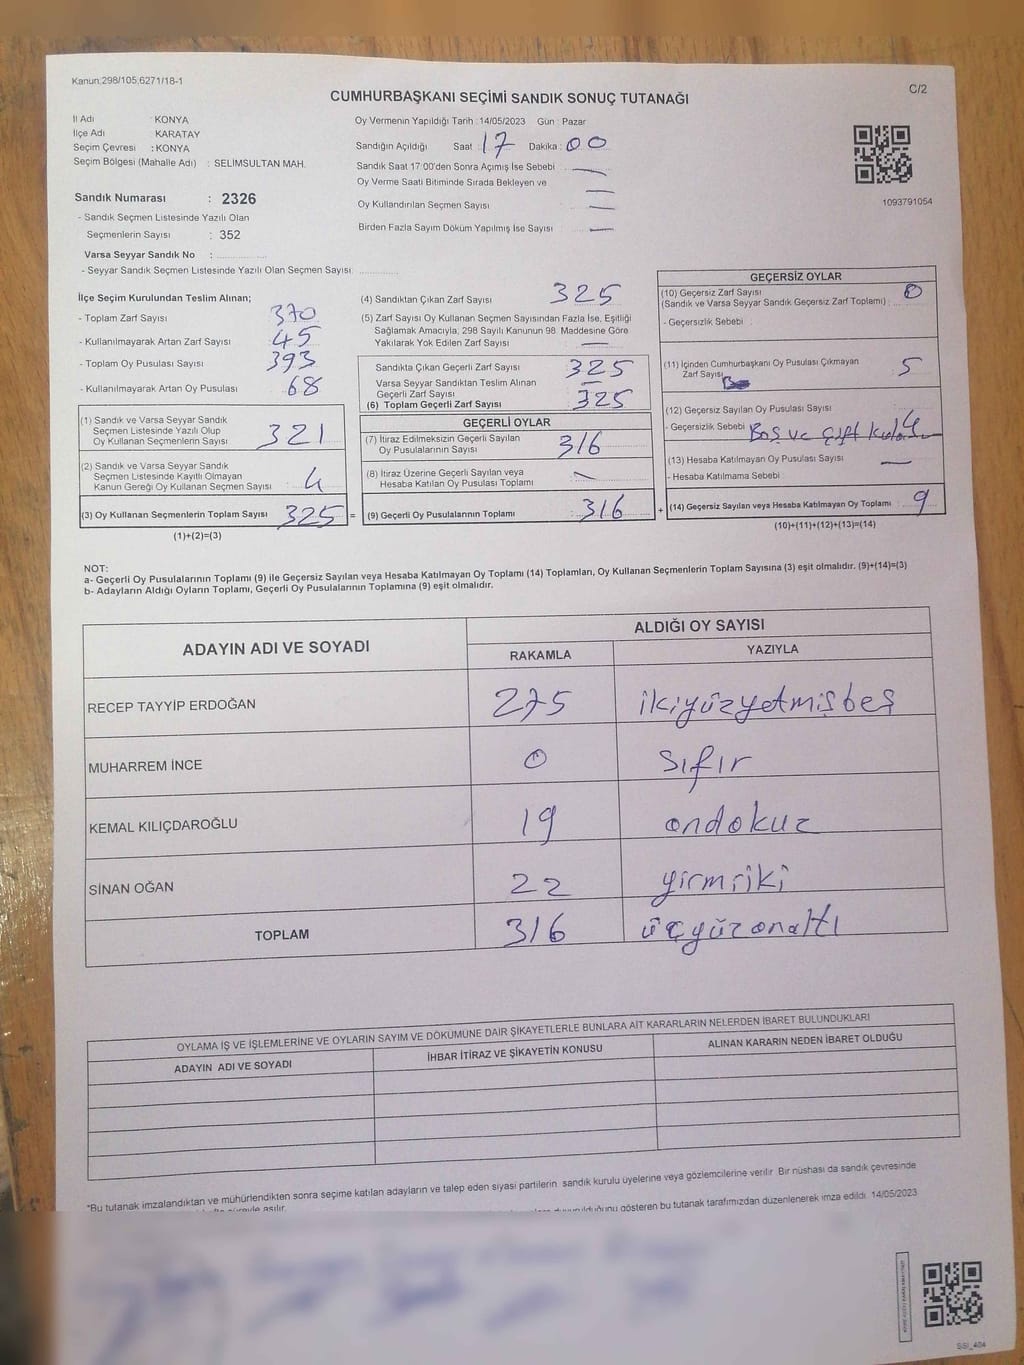 Kanun:298/105;6271/18-1
C/2
CUMHURBAŞKANI SEÇİMİ SANDIK SONUÇ TUTANAĞI
İl Adı : KONYA
İlçe Adı KARATAY
Seçim Çevresi : KONYA
Seçim Bölgesi (Mahalle Adı) : SELİMSULTAN MAH.
Sandık Numarası : 2326
- Sandık Seçmen Listesinde Yazılı Olan
Seçmenlerin Sayısı : 352
Varsa Seyyar Sandık No :
- Seyyar Sandık Seçmen Listesinde Yazılı Olan Seçmen Sayısı:
Oy Vermenin Yapıldığı Tarih : 14/05/2023 Gün : Pazar
Sandığın Açıldığı Saat : 17 Dakika : 00
Sandık Saat 17:00'den Sonra Açılmış İse Sebebi : —
Oy Verme Saati Bitiminde Sırada Bekleyen ve
Oy Kullandırılan Seçmen Sayısı : —
Birden Fazla Sayım Döküm Yapılmış İse Sayısı : —
1093791054
İlçe Seçim Kurulundan Teslim Alınan;
- Toplam Zarf Sayısı : 370
- Kullanılmayarak Artan Zarf Sayısı : 45
- Toplam Oy Pusulası Sayısı : 393
- Kullanılmayarak Artan Oy Pusulası : 68
(1) Sandık ve Varsa Seyyar Sandık
Seçmen Listesinde Yazılı Olup
Oy Kullanan Seçmenlerin Sayısı : 321
(2) Sandık ve Varsa Seyyar Sandık
Seçmen Listesinde Kayıtlı Olmayan
Kanun Gereği Oy Kullanan Seçmen Sayısı : 4
(3) Oy Kullanan Seçmenlerin Toplam Sayısı : 325 =
(1)+(2)=(3)
(4) Sandıktan Çıkan Zarf Sayısı : 325
(5) Zarf Sayısı Oy Kullanan Seçmen Sayısından Fazla İse, Eşitliği
Sağlamak Amacıyla; 298 Sayılı Kanunun 98. Maddesine Göre
Yakılarak Yok Edilen Zarf Sayısı : —
Sandıkta Çıkan Geçerli Zarf Sayısı : 325
Varsa Seyyar Sandıktan Teslim Alınan
Geçerli Zarf Sayısı : —
(6) Toplam Geçerli Zarf Sayısı : 325
GEÇERLİ OYLAR
(7) İtiraz Edilmeksizin Geçerli Sayılan
Oy Pusulalarının Sayısı : 316
(8) İtiraz Üzerine Geçerli Sayılan veya
Hesaba Katılan Oy Pusulası Toplamı : —
(9) Geçerli Oy Pusulalarının Toplamı : 316 +
GEÇERSİZ OYLAR
(10) Geçersiz Zarf Sayısı
(Sandık ve Varsa Seyyar Sandık Geçersiz Zarf Toplamı) : 0
- Geçersizlik Sebebi :
(11) İçinden Cumhurbaşkanı Oy Pusulası Çıkmayan
Zarf Sayısı : 5
(12) Geçersiz Sayılan Oy Pusulası Sayısı : 4
- Geçersizlik Sebebi : Boş ve çift
(13) Hesaba Katılmayan Oy Pusulası Sayısı : —
- Hesaba Katılmama Sebebi
(14) Geçersiz Sayılan veya Hesaba Katılmayan Oy Toplamı : 9
(10)+(11)+(12)+(13)=(14)
NOT:
a- Geçerli Oy Pusulalarının Toplamı (9) ile Geçersiz Sayılan veya Hesaba Katılmayan Oy Toplamı (14) Toplamları, Oy Kullanan Seçmenlerin Toplam Sayısına (3) eşit olmalıdır. (9)+(14)=(3)
b- Adayların Aldığı Oyların Toplamı, Geçerli Oy Pusulalarının Toplamına (9) eşit olmalıdır.
ADAYIN ADI VE SOYADI
ALDIĞI OY SAYISI
RAKAMLA YAZIYLA
RECEP TAYYİP ERDOĞAN 275 ikiyüzyetmişbeş
MUHARREM İNCE 0 sıfır
KEMAL KILIÇDAROĞLU 19 ondokuz
SİNAN OĞAN 22 yirmiiki
TOPLAM 316 üçyüzonaltı
OYLAMA İŞ VE İŞLEMLERİNE VE OYLARIN SAYIM VE DÖKÜMÜNE DAİR ŞİKAYETLERLE BUNLARA AİT KARARLARIN NELERDEN İBARET BULUNDUKLARI
ADAYIN ADI VE SOYADI İHBAR İTİRAZ VE ŞİKAYETİN KONUSU ALINAN KARARIN NEDEN İBARET OLDUĞU
*Bu tutanak imzalandıktan ve mühürlendikten sonra seçime katılan adayların ve talep eden siyasi partilerin sandık kurulu üyelerine veya gözlemcilerine verilir. Bir nüshası da sandık çevresinde
gösteren bu tutanak tarafımızdan düzenlenerek imza edildi. 14/05/2023
SSI_404